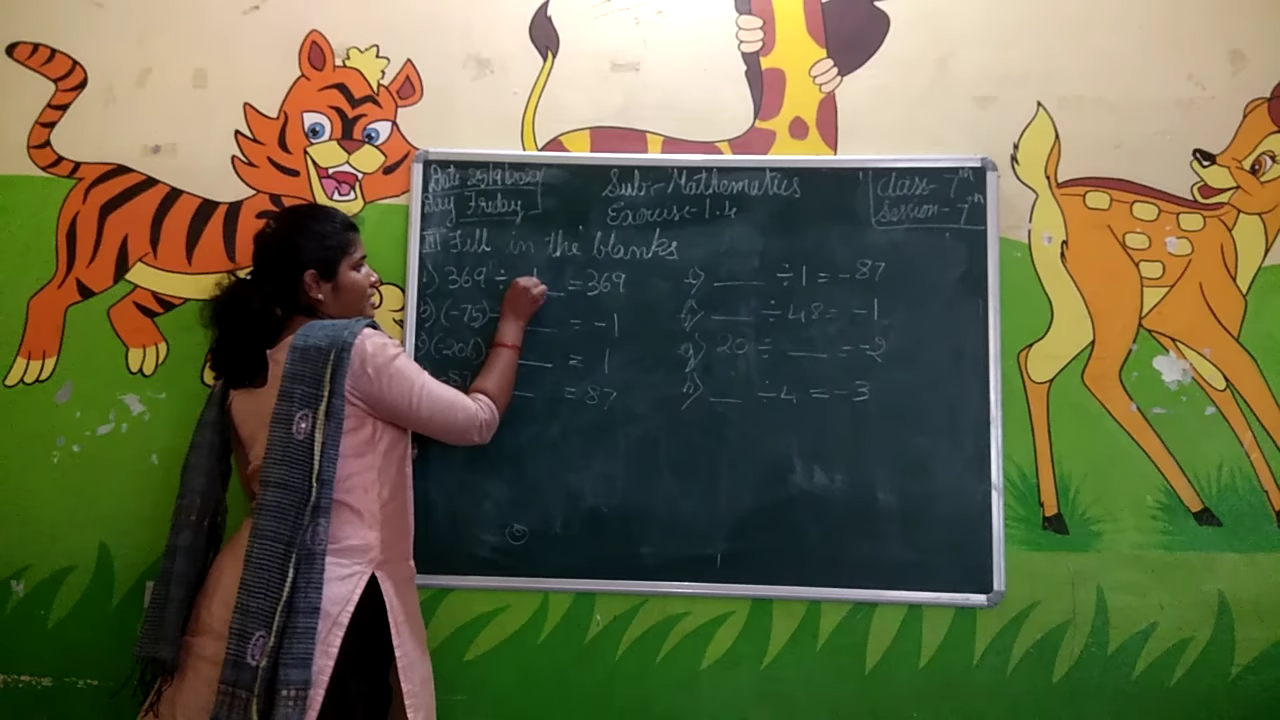 Date 25/9/2020
Day Friday
Sub:- Mathematics
Exercise-1.4
Class- 7th
Session- 7th
III Fill in the blanks
a) 369 ÷ 1 = 369
b) (-75) ___ = -1
c) (-206) ___ = 1
-87 ___ = 87
e) ___ ÷ 1 = -87
f) ___ ÷ 48 = -1
g) 20 ÷ ___ = -2
h) ___ ÷ 4 = -3